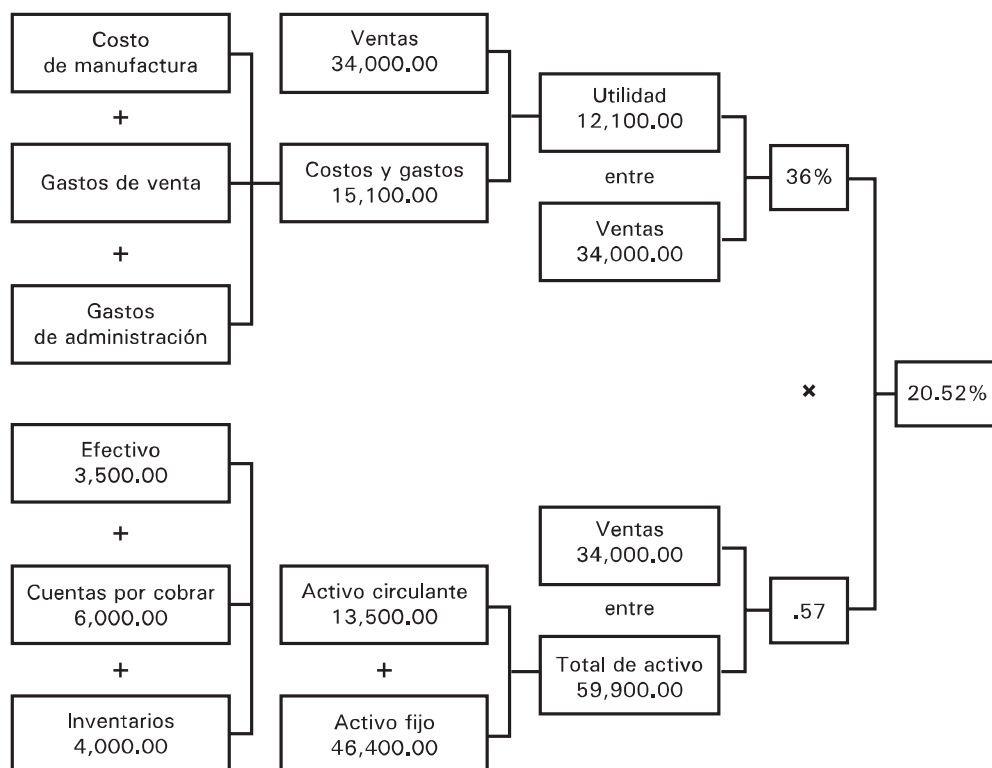 Costo
de manufactura
+
Gastos de venta
+
Gastos
de administración
Ventas
34,000.00
Costos y gastos
15,100.00
Utilidad
12,100.00
entre
Ventas
34,000.00
36%
×
20.52%
Efectivo
3,500.00
+
Cuentas por cobrar
6,000.00
+
Inventarios
4,000.00
Activo circulante
13,500.00
+
Activo fijo
46,400.00
Ventas
34,000.00
entre
Total de activo
59,900.00
.57